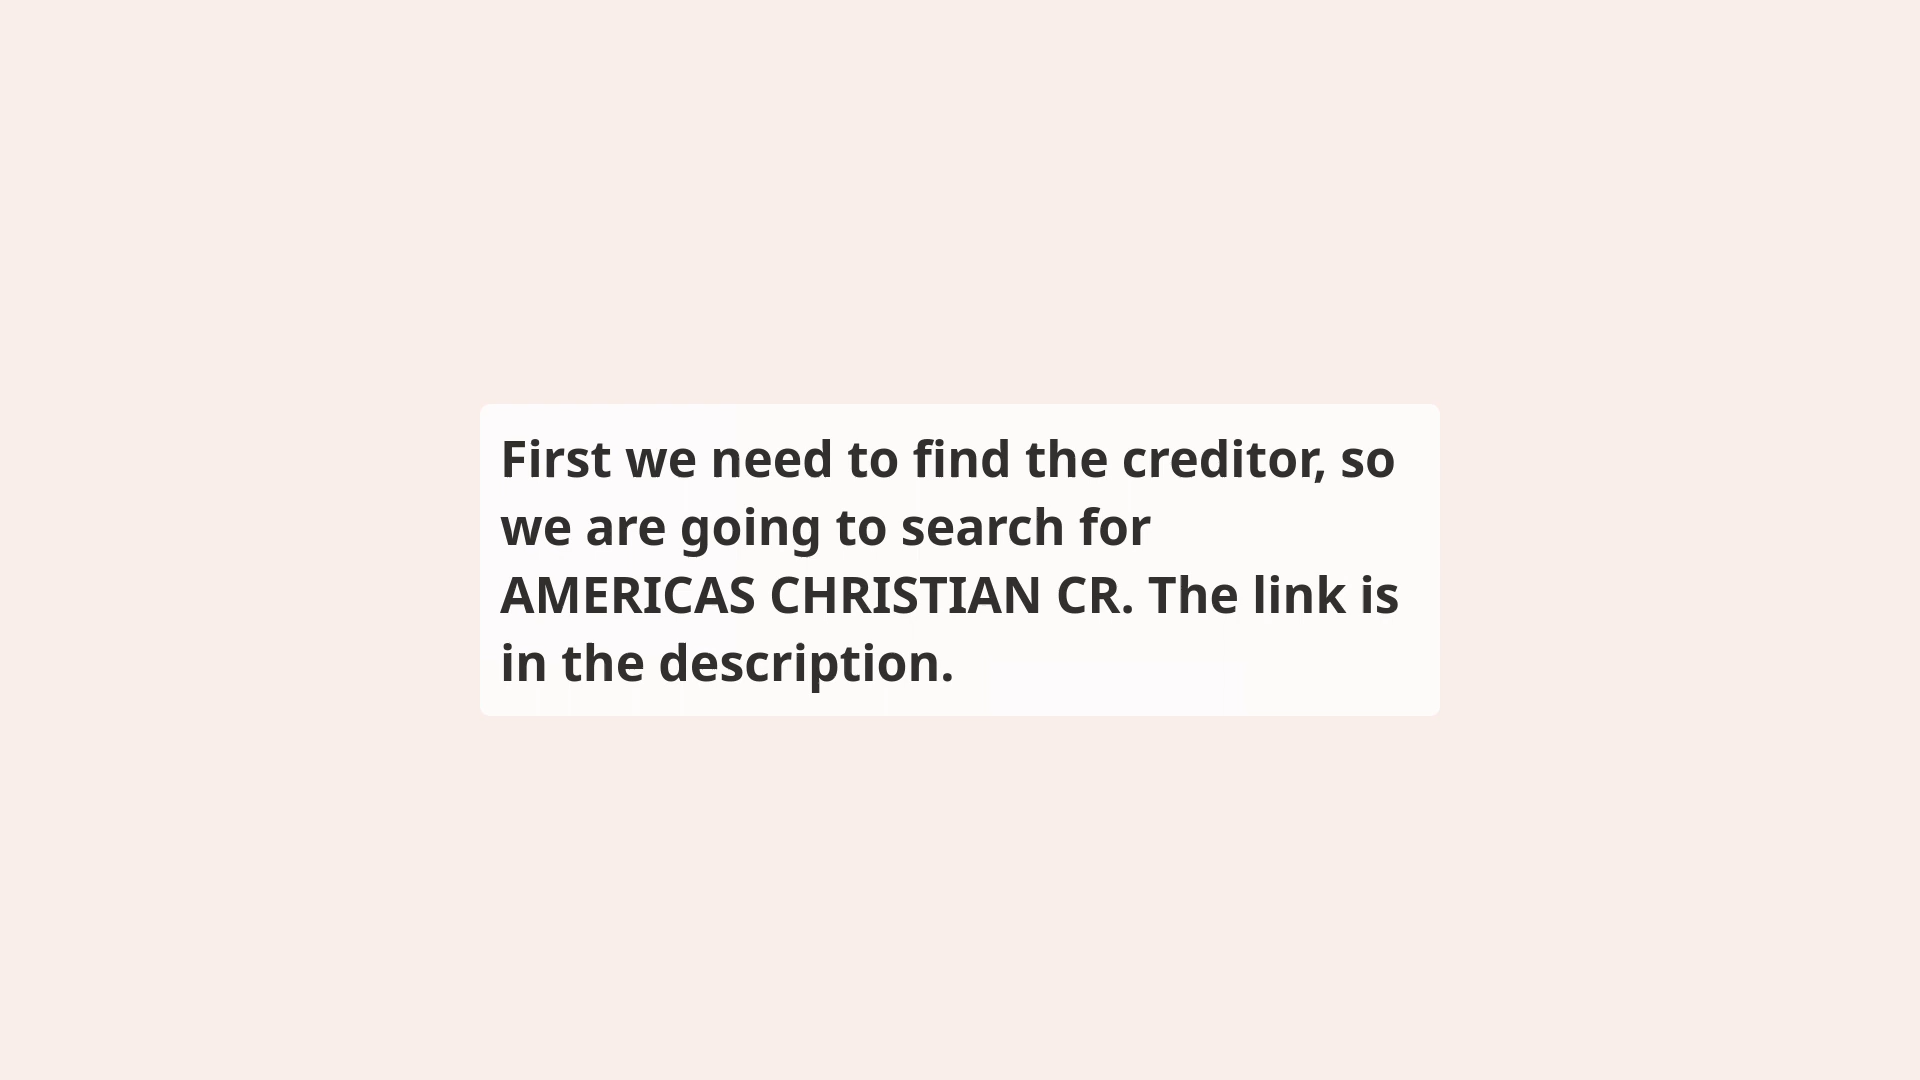 First we need to find the creditor, so
we are going to search for
AMERICAS CHRISTIAN CR. The link is
in the description.